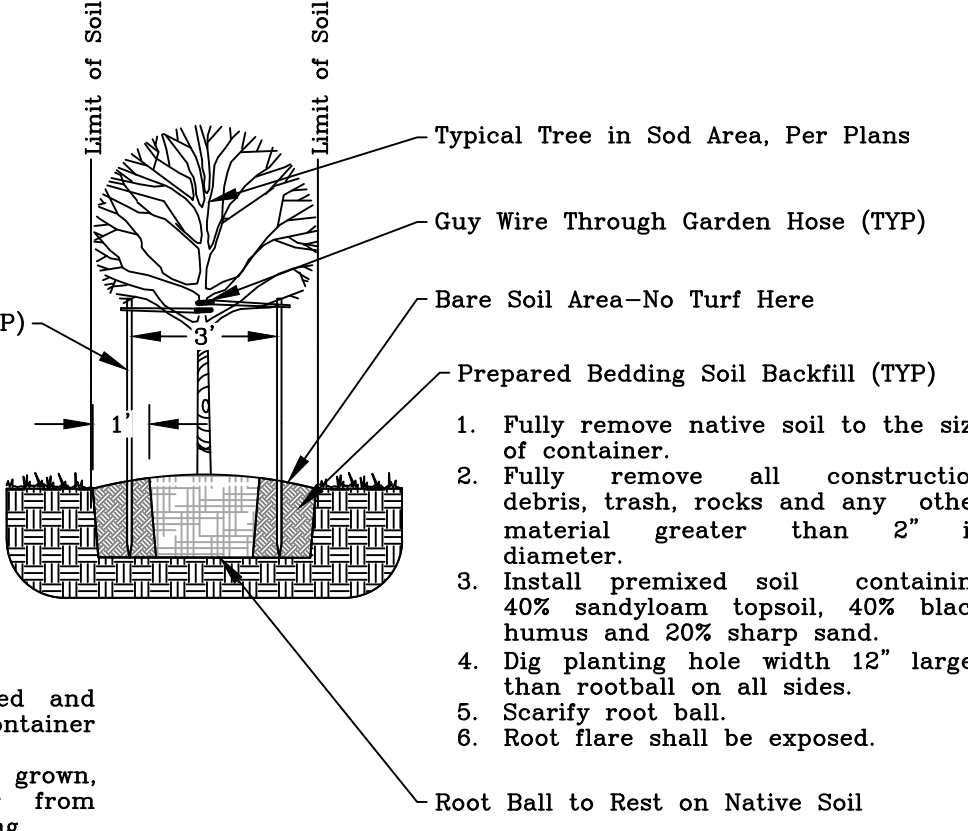 Limit of Soil
Limit of Soil
Typical Tree in Sod Area, Per Plans
Guy Wire Through Garden Hose (TYP)
Bare Soil Area-No Turf Here
P)
3'
Prepared Bedding Soil Backfill (TYP)
1'
1. Fully remove native soil to the siz
of container.
2. Fully remove all constructio
debris, trash, rocks and any othe
material greater than 2" i
diameter.
3. Install premixed soil containin
40% sandyloam topsoil, 40% blac
humus and 20% sharp sand.
4. Dig planting hole width 12" large
than rootball on all sides.
5. Scarify root ball.
6. Root flare shall be exposed.
ed and
ontainer
grown,
from
ng
Root Ball to Rest on Native Soil